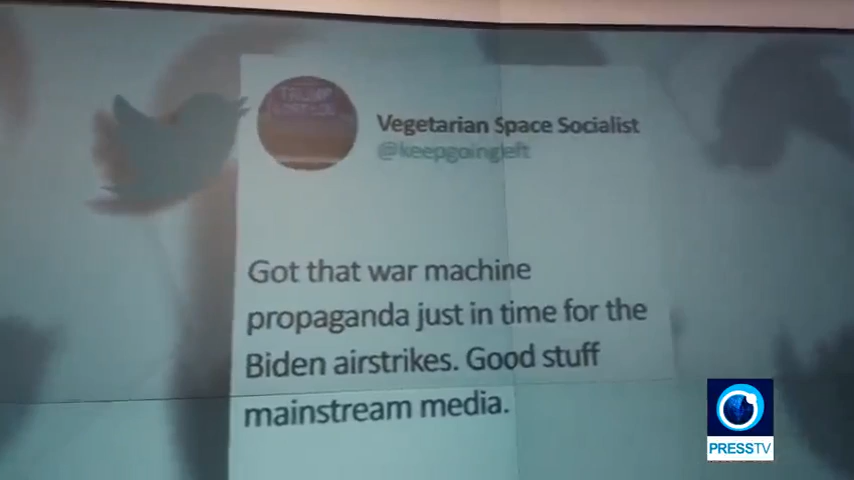 Vegetarian Space Socialist
@keepgoingleft
Got that war machine
propaganda just in time for the
Biden airstrikes. Good stuff
mainstream media.
PRESSTV